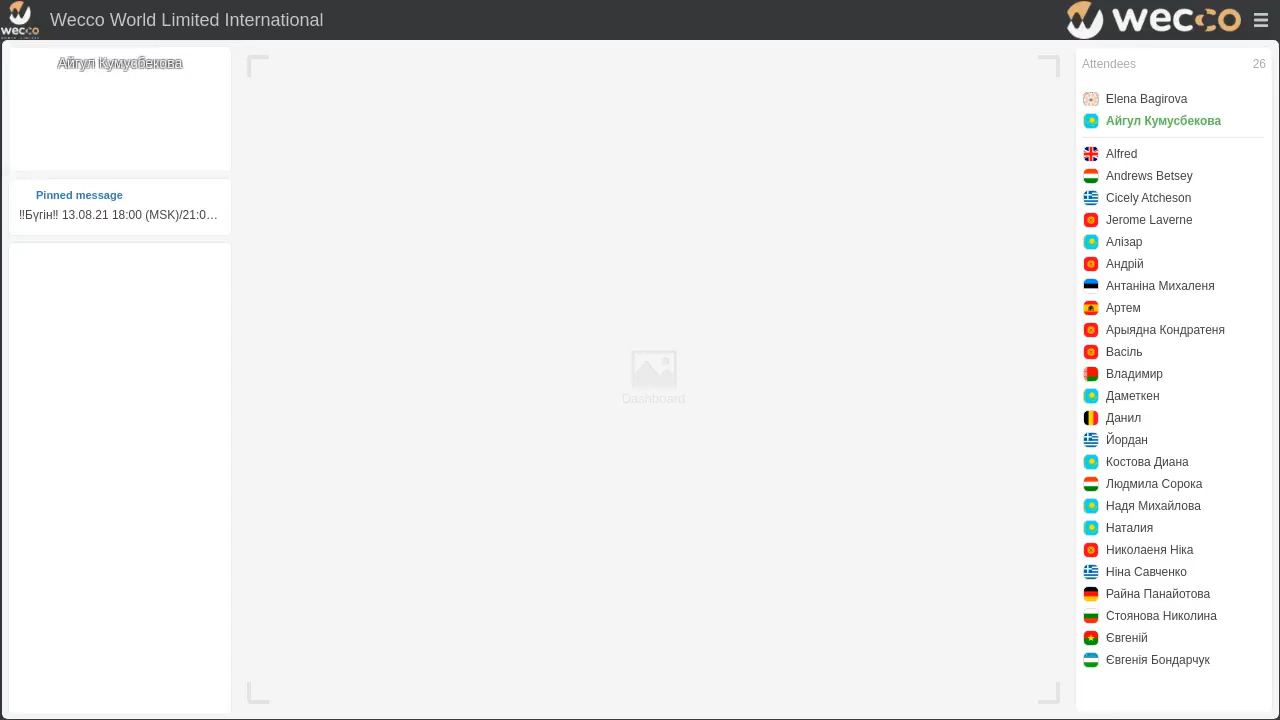 wecco
Wecco World Limited International
wecco
Айгул Кумусбекова
Pinned message
‼Бүгін‼ 13.08.21 18:00 (MSK)/21:0…
Dashboard
Attendees 26
Elena Bagirova
Айгул Кумусбекова
Alfred
Andrews Betsey
Cicely Atcheson
Jerome Laverne
Алізар
Андрій
Антаніна Михаленя
Артем
Арыядна Кондратеня
Васіль
Владимир
Даметкен
Данил
Йордан
Костова Диана
Людмила Сорока
Надя Михайлова
Наталия
Николаеня Ніка
Ніна Савченко
Райна Панайотова
Стоянова Николина
Євгеній
Євгенія Бондарчук